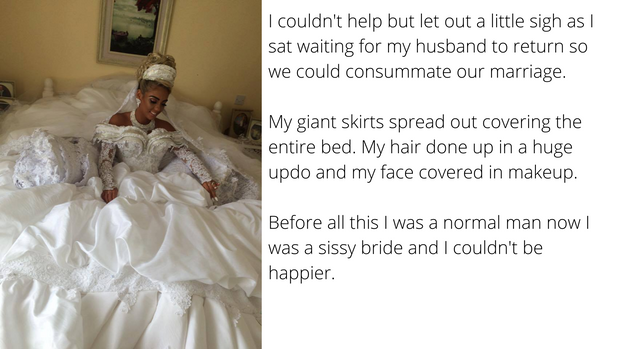 I couldn't help but let out a little sigh as I
sat waiting for my husband to return so
we could consummate our marriage.
My giant skirts spread out covering the
entire bed. My hair done up in a huge
updo and my face covered in makeup.
Before all this I was a normal man now I
was a sissy bride and I couldn't be
happier.